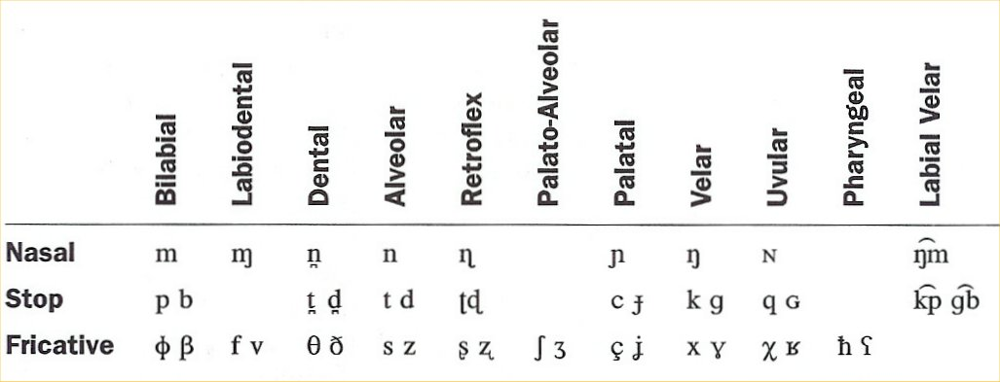 Bilabial Labiodental Dental Alveolar Retroflex Palato-Alveolar Palatal Velar Uvular Pharyngeal Labial Velar
Nasal m ɱ n̪ n ɳ ɲ ŋ ɴ ŋ͡m
Stop p b t̪ d̪ t d ʈɖ c ɟ k g q ɢ k͡p g͡b
Fricative ɸ β f v θ ð s z ʂ ʐ ʃ ʒ ç ʝ x ɣ χ ʁ ħ ʕ